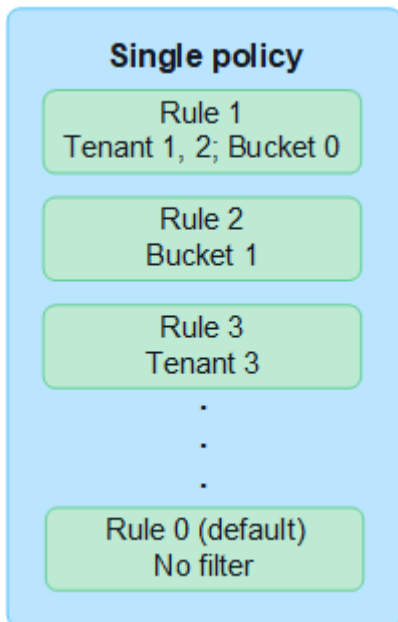 Single policy
Rule 1
Tenant 1, 2; Bucket 0
Rule 2
Bucket 1
Rule 3
Tenant 3
.
.
.
Rule 0 (default)
No filter